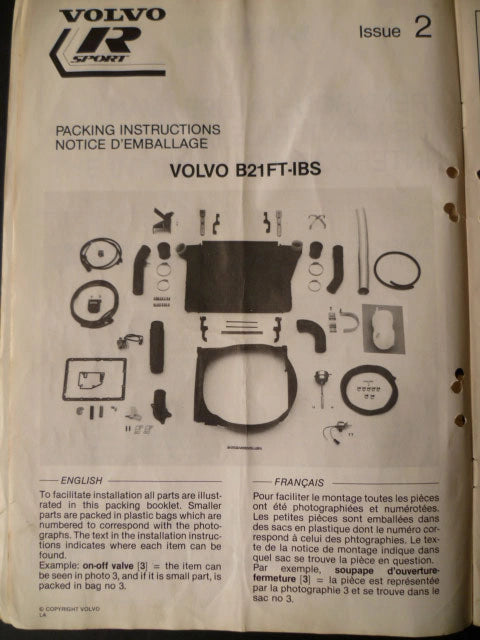 VOLVO
R
SPORT
Issue 2
PACKING INSTRUCTIONS
NOTICE D'EMBALLAGE
VOLVO B21FT-IBS
ENGLISH
To facilitate installation all parts are illust-
rated in this packing booklet. Smaller
parts are packed in plastic bags which are
numbered to correspond with the photo-
graphs. The text in the installation instruc-
tions indicates where each item can be
found.
Example: on-off valve [3] = the item can
be seen in photo 3, and if it is small part, is
packed in bag no 3.
© COPYRIGHT VOLVO
LA
FRANÇAIS
Pour faciliter le montage toutes les pièces
ont été photographiées et numérotées.
Les petites pièces sont emballées dans
des sacs en plastique dont le numéro cor-
respond à celui des phtographies. Le tex-
te de la notice de montage indique dans
quel sac se trouve la pièce en question.
Par exemple, soupape d'ouverture-
fermeture [3] = la pièce est représentée
par la photographie 3 et se trouve dans le
sac no 3.